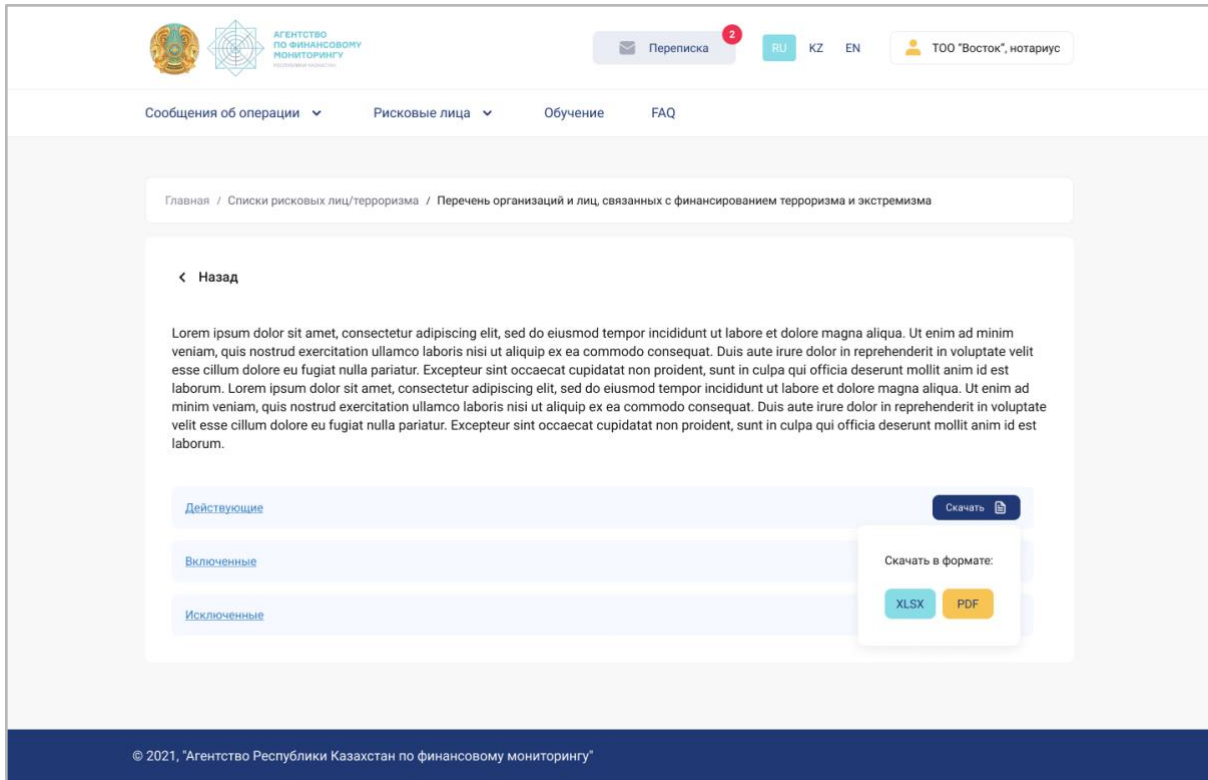 АГЕНТСТВО
ПО ФИНАНСОВОМУ
МОНИТОРИНГУ
РЕСПУБЛИКИ КАЗАХСТАН
Переписка
2
RU KZ EN
ТОО "Восток", нотариус
Сообщения об операции Рисковые лица Обучение FAQ
Главная / Списки рисковых лиц/терроризма / Перечень организаций и лиц, связанных с финансированием терроризма и экстремизма
Назад
Lorem ipsum dolor sit amet, consectetur adipiscing elit, sed do eiusmod tempor incididunt ut labore et dolore magna aliqua. Ut enim ad minim
veniam, quis nostrud exercitation ullamco laboris nisi ut aliquip ex ea commodo consequat. Duis aute irure dolor in reprehenderit in voluptate velit
esse cillum dolore eu fugiat nulla pariatur. Excepteur sint occaecat cupidatat non proident, sunt in culpa qui officia deserunt mollit anim id est
laborum. Lorem ipsum dolor sit amet, consectetur adipiscing elit, sed do eiusmod tempor incididunt ut labore et dolore magna aliqua. Ut enim ad
minim veniam, quis nostrud exercitation ullamco laboris nisi ut aliquip ex ea commodo consequat. Duis aute irure dolor in reprehenderit in voluptate
velit esse cillum dolore eu fugiat nulla pariatur. Excepteur sint occaecat cupidatat non proident, sunt in culpa qui officia deserunt mollit anim id est
laborum.
Действующие
Скачать
Включенные
Скачать в формате:
XLSX PDF
Исключенные
© 2021, "Агентство Республики Казахстан по финансовому мониторингу"